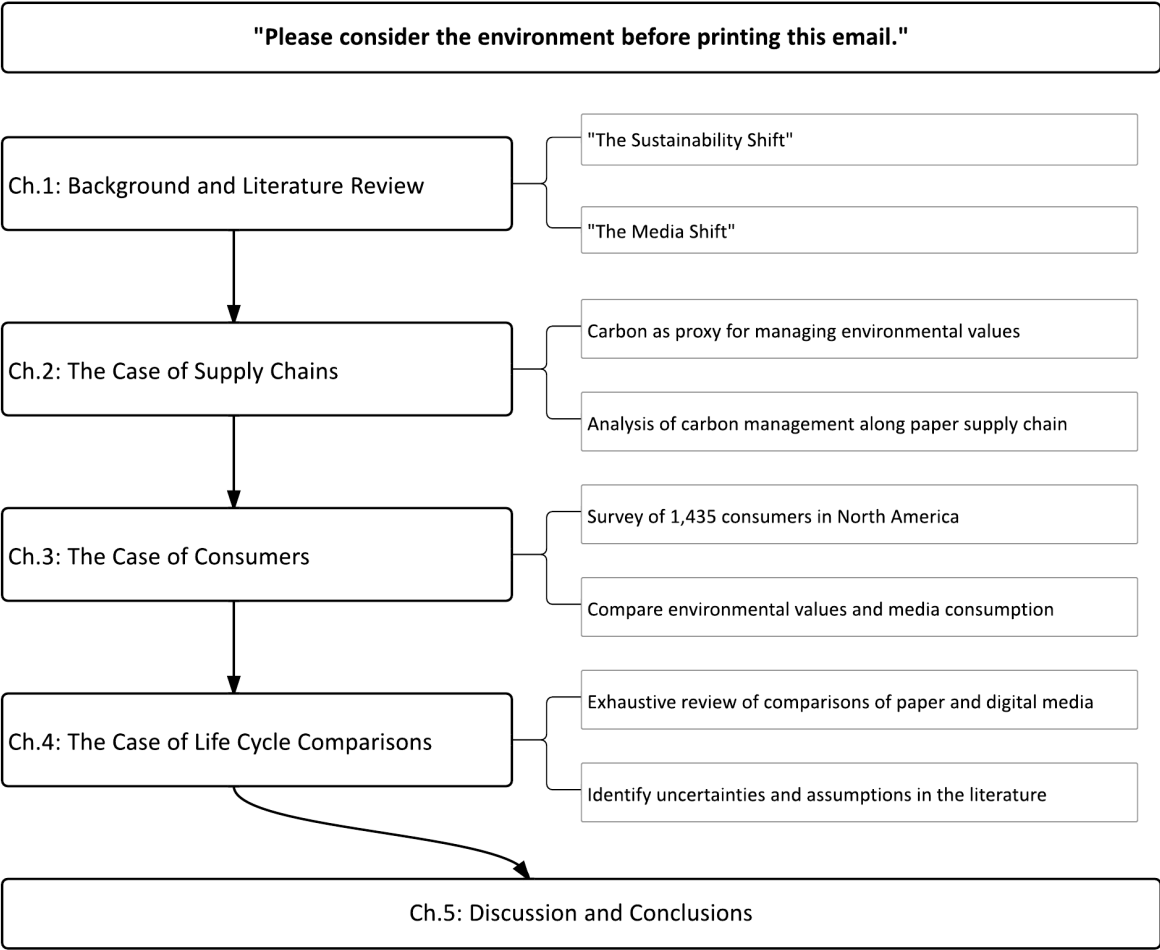 "Please consider the environment before printing this email."
Ch.1: Background and Literature Review
"The Sustainability Shift"
"The Media Shift"
Ch.2: The Case of Supply Chains
Carbon as proxy for managing environmental values
Analysis of carbon management along paper supply chain
Ch.3: The Case of Consumers
Survey of 1,435 consumers in North America
Compare environmental values and media consumption
Ch.4: The Case of Life Cycle Comparisons
Exhaustive review of comparisons of paper and digital media
Identify uncertainties and assumptions in the literature
Ch.5: Discussion and Conclusions